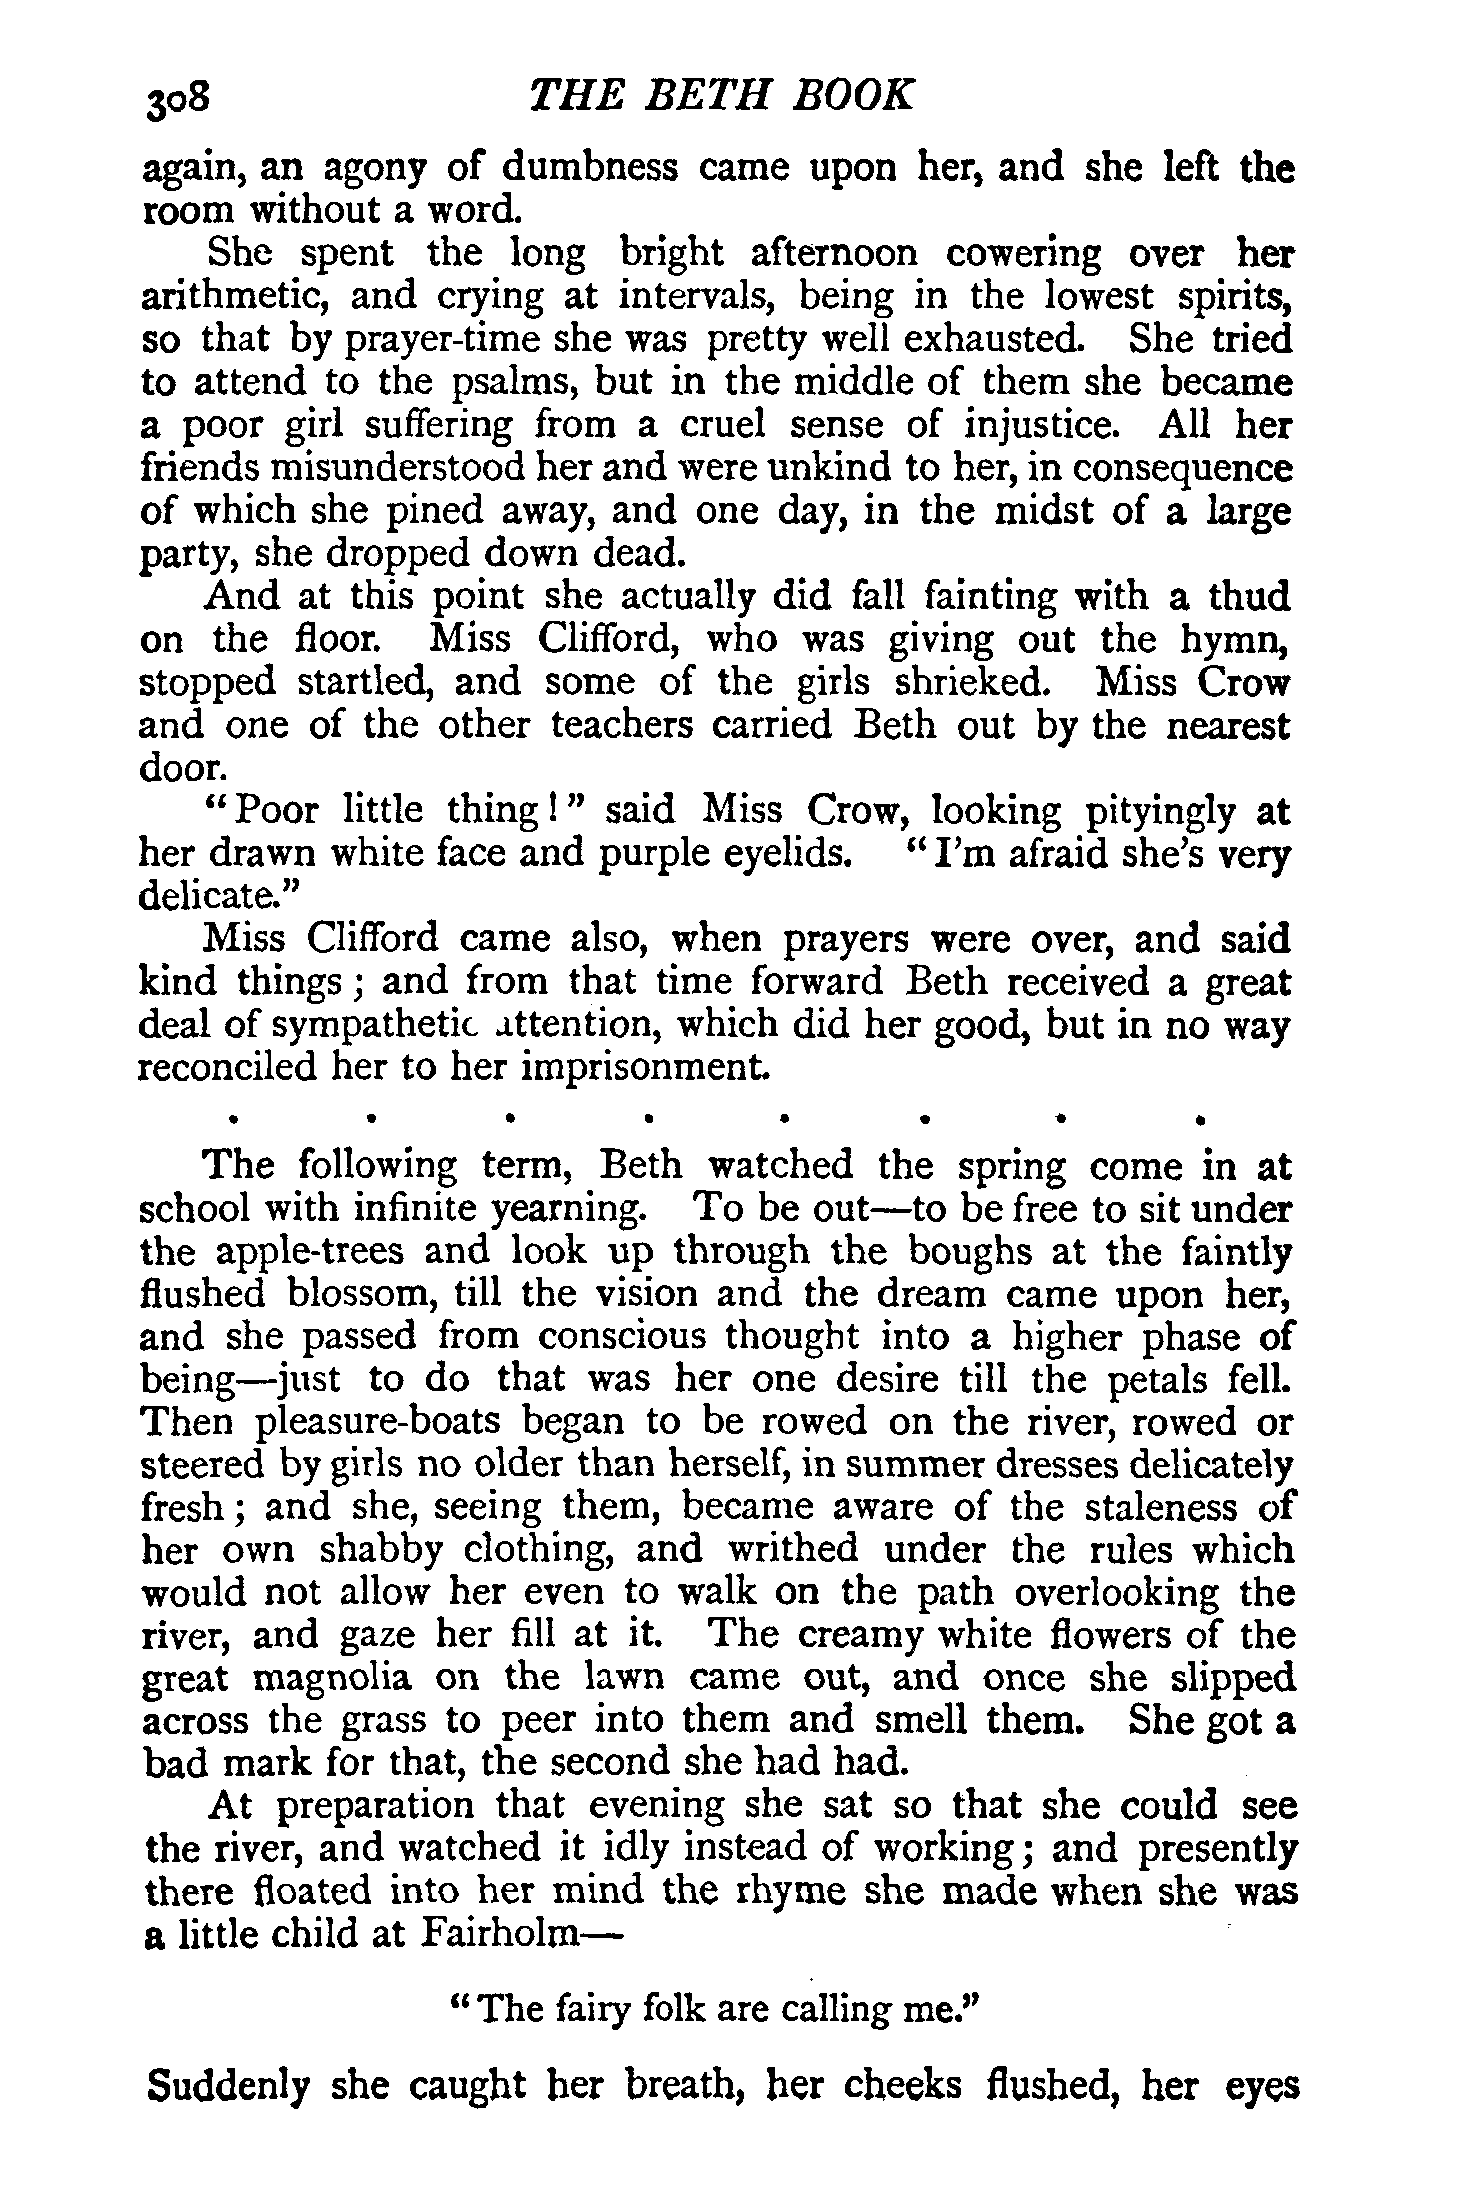 308 THE BETH BOOK
again, an agony of dumbness came upon her, and she left the
room without a word.
She spent the long bright afternoon cowering over her
arithmetic, and crying at intervals, being in the lowest spirits,
so that by prayer-time she was pretty well exhausted. She tried
to attend to the psalms, but in the middle of them she became
a poor girl suffering from a cruel sense of injustice. All her
friends misunderstood her and were unkind to her, in consequence
of which she pined away, and one day, in the midst of a large
party, she dropped down dead.
And at this point she actually did fall fainting with a thud
on the floor. Miss Clifford, who was giving out the hymn,
stopped startled, and some of the girls shrieked. Miss Crow
and one of the other teachers carried Beth out by the nearest
door.
“Poor little thing!” said Miss Crow, looking pityingly at
her drawn white face and purple eyelids. “I’m afraid she’s very
delicate.”
Miss Clifford came also, when prayers were over, and said
kind things; and from that time forward Beth received a great
deal of sympathetic attention, which did her good, but in no way
reconciled her to her imprisonment.
. . . . . . . .
The following term, Beth watched the spring come in at
school with infinite yearning. To be out—to be free to sit under
the apple-trees and look up through the boughs at the faintly
flushed blossom, till the vision and the dream came upon her,
and she passed from conscious thought into a higher phase of
being—just to do that was her one desire till the petals fell.
Then pleasure-boats began to be rowed on the river, rowed or
steered by girls no older than herself, in summer dresses delicately
fresh; and she, seeing them, became aware of the staleness of
her own shabby clothing, and writhed under the rules which
would not allow her even to walk on the path overlooking the
river, and gaze her fill at it. The creamy white flowers of the
great magnolia on the lawn came out, and once she slipped
across the grass to peer into them and smell them. She got a
bad mark for that, the second she had had.
At preparation that evening she sat so that she could see
the river, and watched it idly instead of working; and presently
there floated into her mind the rhyme she made when she was
a little child at Fairholm—
“The fairy folk are calling me.”
Suddenly she caught her breath, her cheeks flushed, her eyes